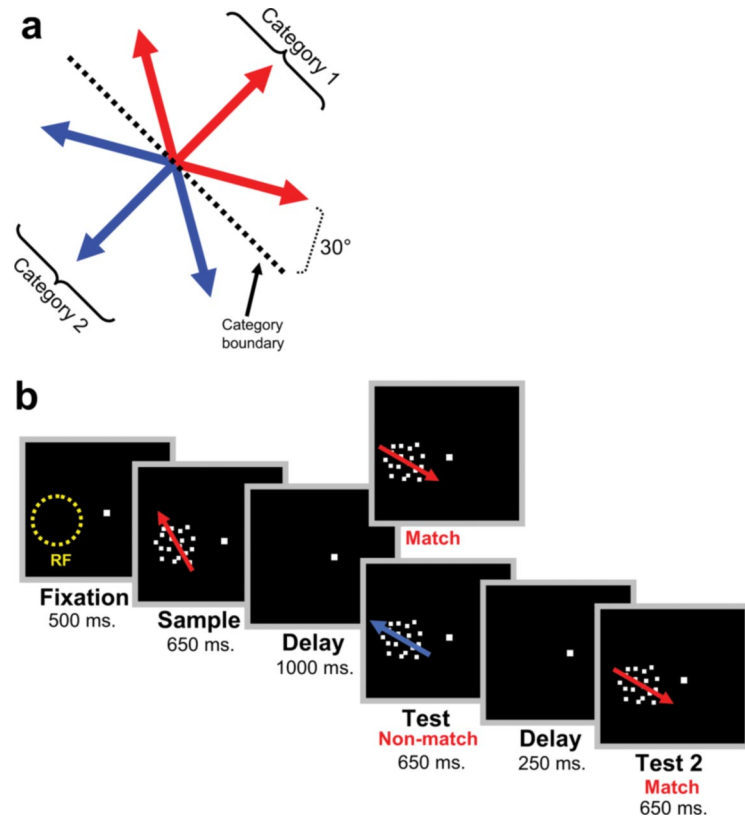 a
Category 1
30°
Category 2
Category
boundary
b
RF
Fixation
500 ms.
Sample
650 ms.
Delay
1000 ms.
Match
Test
Non-match
650 ms.
Delay
250 ms.
Test 2
Match
650 ms.